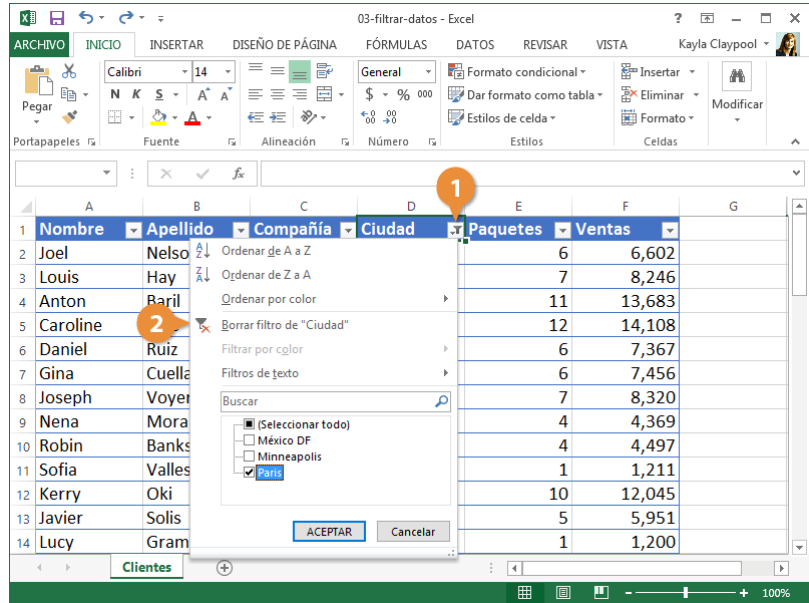 03-filtrar-datos - Excel
ARCHIVO INICIO INSERTAR DISEÑO DE PÁGINA FÓRMULAS DATOS REVISAR VISTA Kayla Claypool
Calibri 14 General Formato condicional Insertar
N K S A A $ % 000 Dar formato como tabla Eliminar
Pegar Estilos de celda Formato Modificar
Portapapeles Fuente Alineación Número Estilos Celdas
fx
1
A B C D E F G
1 Nombre Apellido Compañía Ciudad Paquetes Ventas
2 Joel Nelso 6 6,602
3 Louis Hay 7 8,246
4 Anton Baril 11 13,683
5 Caroline 12 14,108
6 Daniel Ruiz 6 7,367
7 Gina Cuella 6 7,456
8 Joseph Voyer 7 8,320
9 Nena Mora 4 4,369
10 Robin Banks 4 4,497
11 Sofia Valles 1 1,211
12 Kerry Oki 10 12,045
13 Javier Solis 5 5,951
14 Lucy Gram 1 1,200
Ordenar de A a Z
Ordenar de Z a A
Ordenar por color
2 Borrar filtro de "Ciudad"
Filtrar por color
Filtros de texto
Buscar
(Seleccionar todo)
México DF
Minneapolis
Paris
ACEPTAR Cancelar
Clientes
100%